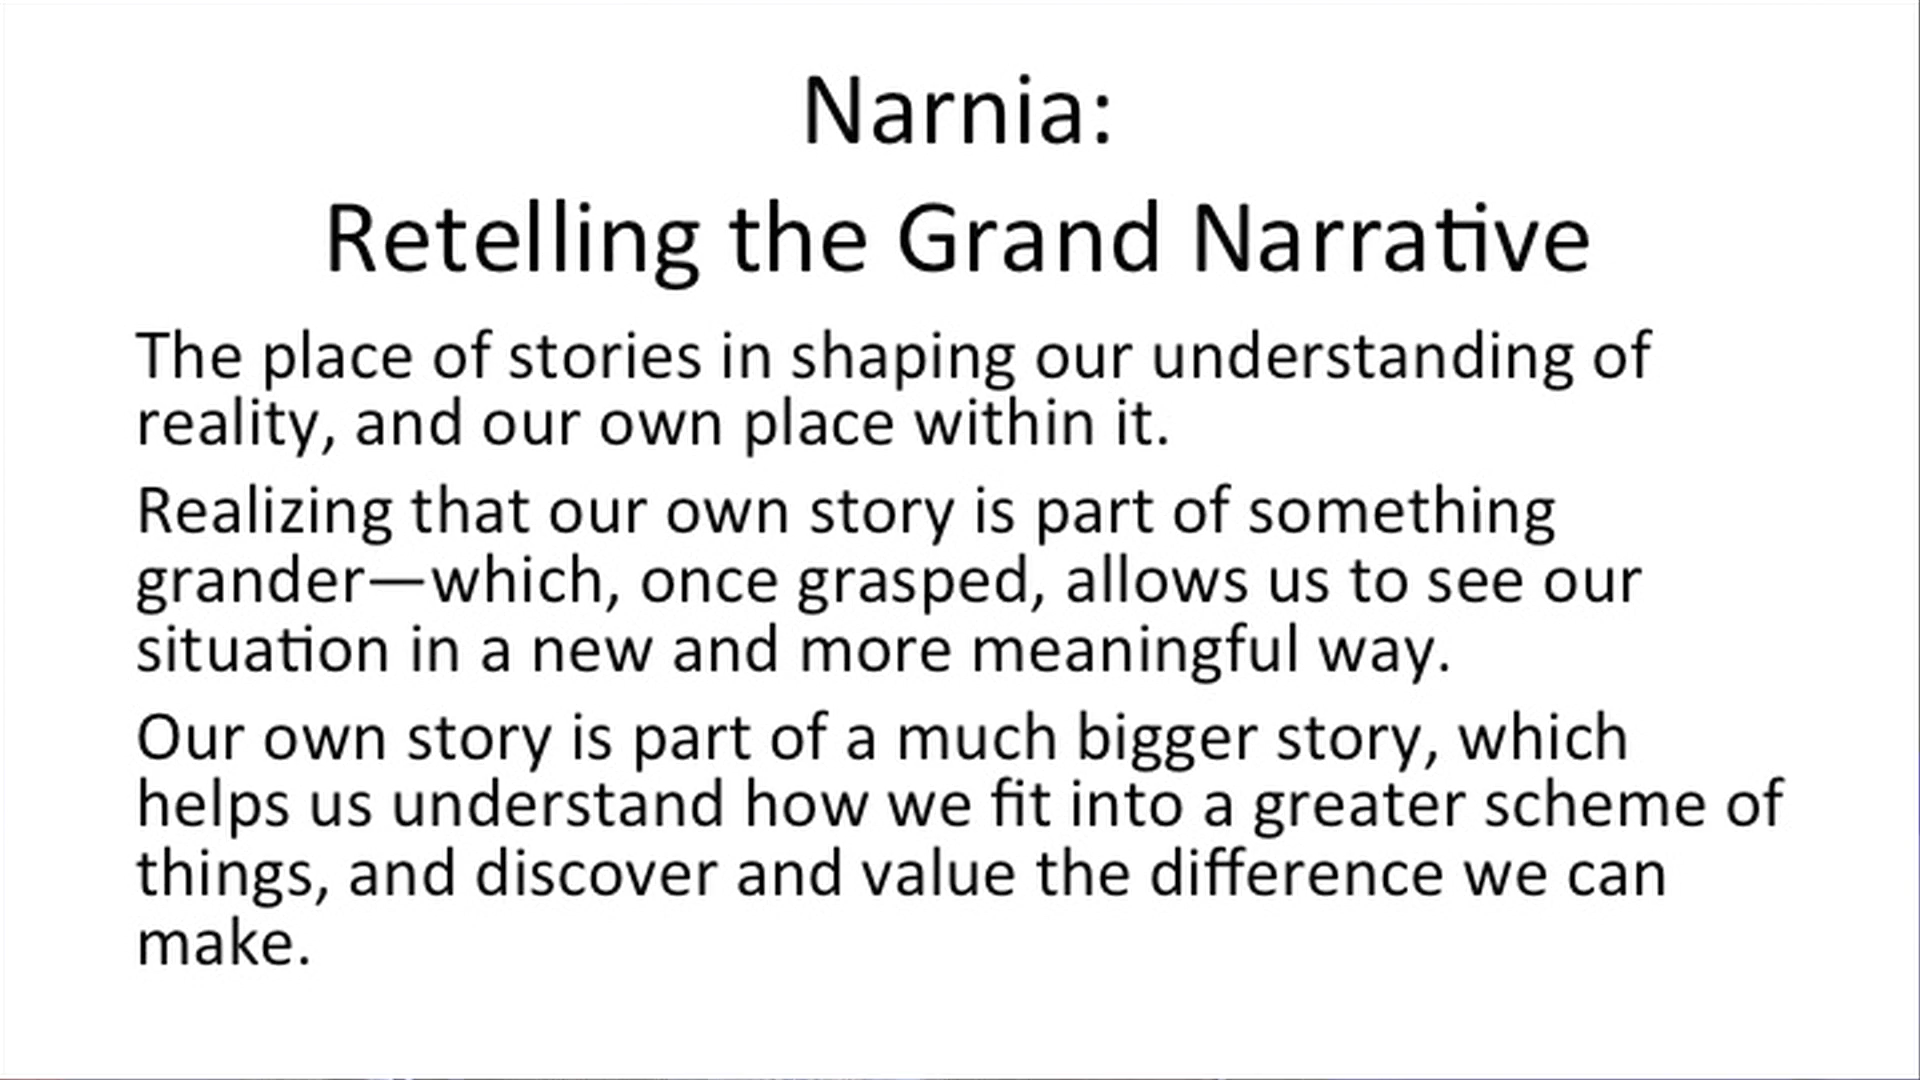 Narnia:
Retelling the Grand Narrative
The place of stories in shaping our understanding of
reality, and our own place within it.
Realizing that our own story is part of something
grander—which, once grasped, allows us to see our
situation in a new and more meaningful way.
Our own story is part of a much bigger story, which
helps us understand how we fit into a greater scheme of
things, and discover and value the difference we can
make.